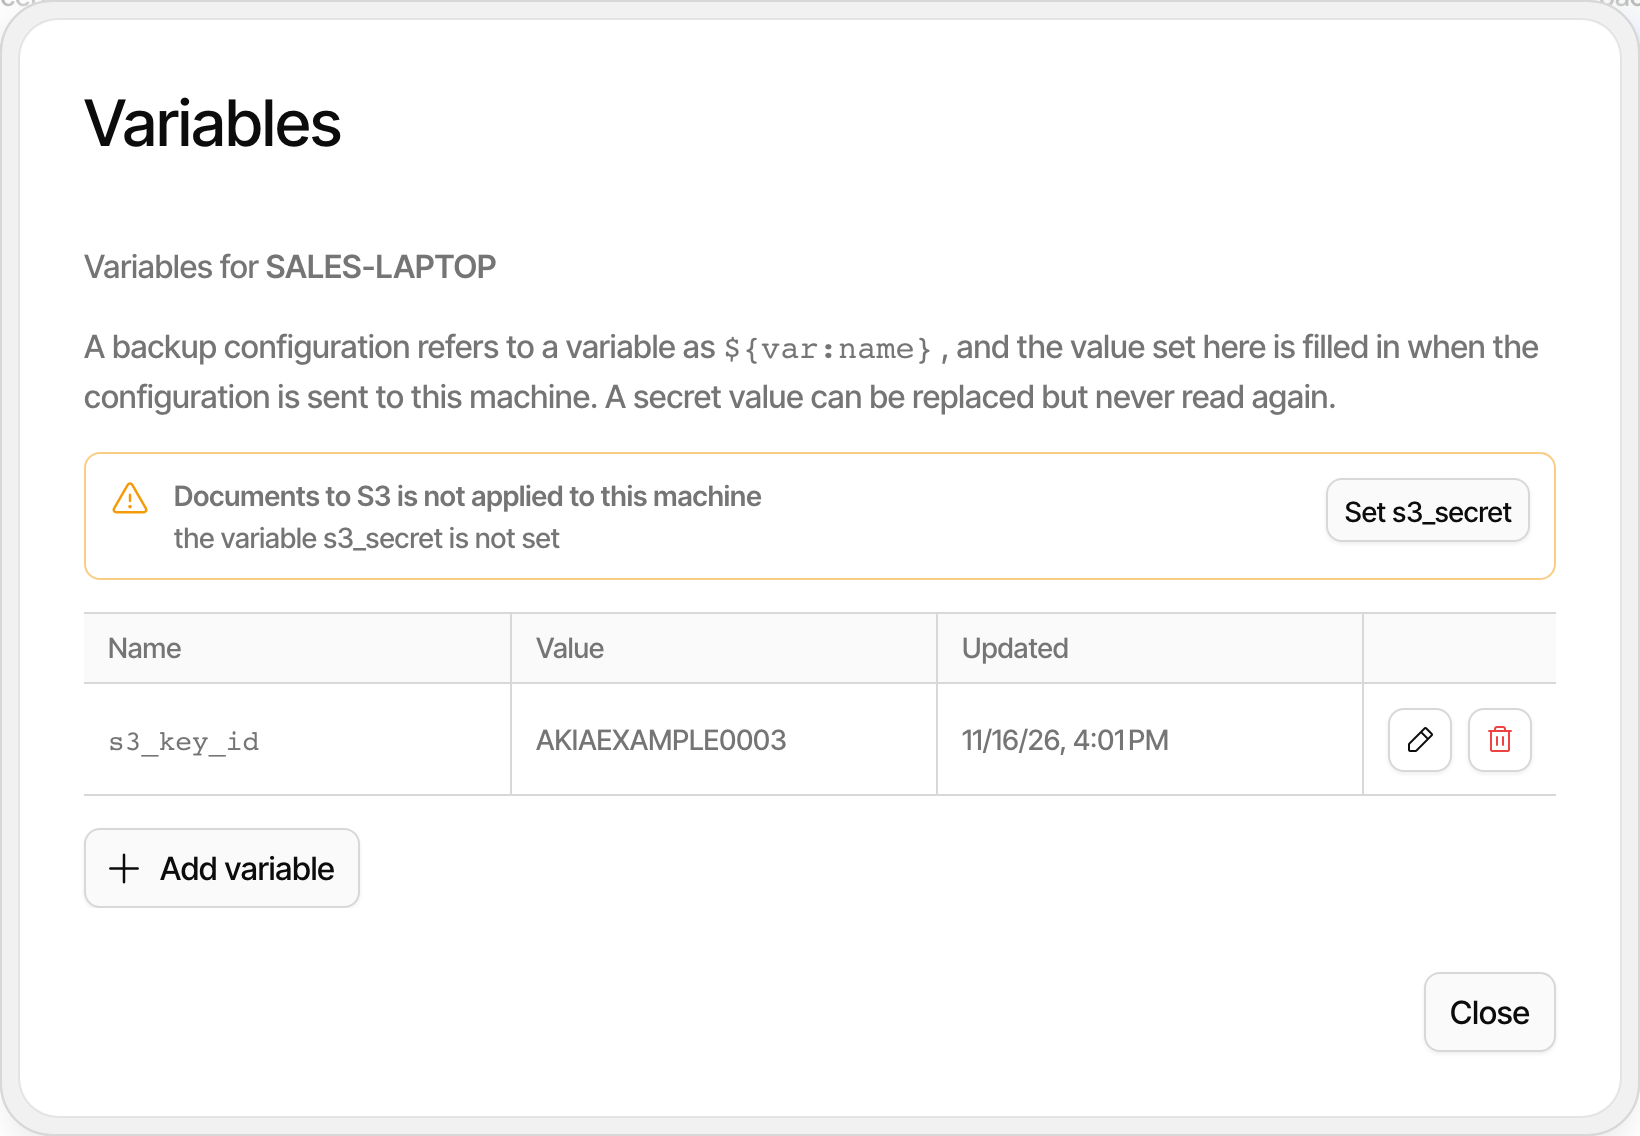 Variables
Variables for SALES-LAPTOP
A backup configuration refers to a variable as ${var:name} , and the value set here is filled in when the
configuration is sent to this machine. A secret value can be replaced but never read again.
Documents to S3 is not applied to this machine
the variable s3_secret is not set
Set s3_secret
Name Value Updated
s3_key_id AKIAEXAMPLE0003 11/16/26, 4:01 PM
Add variable
Close